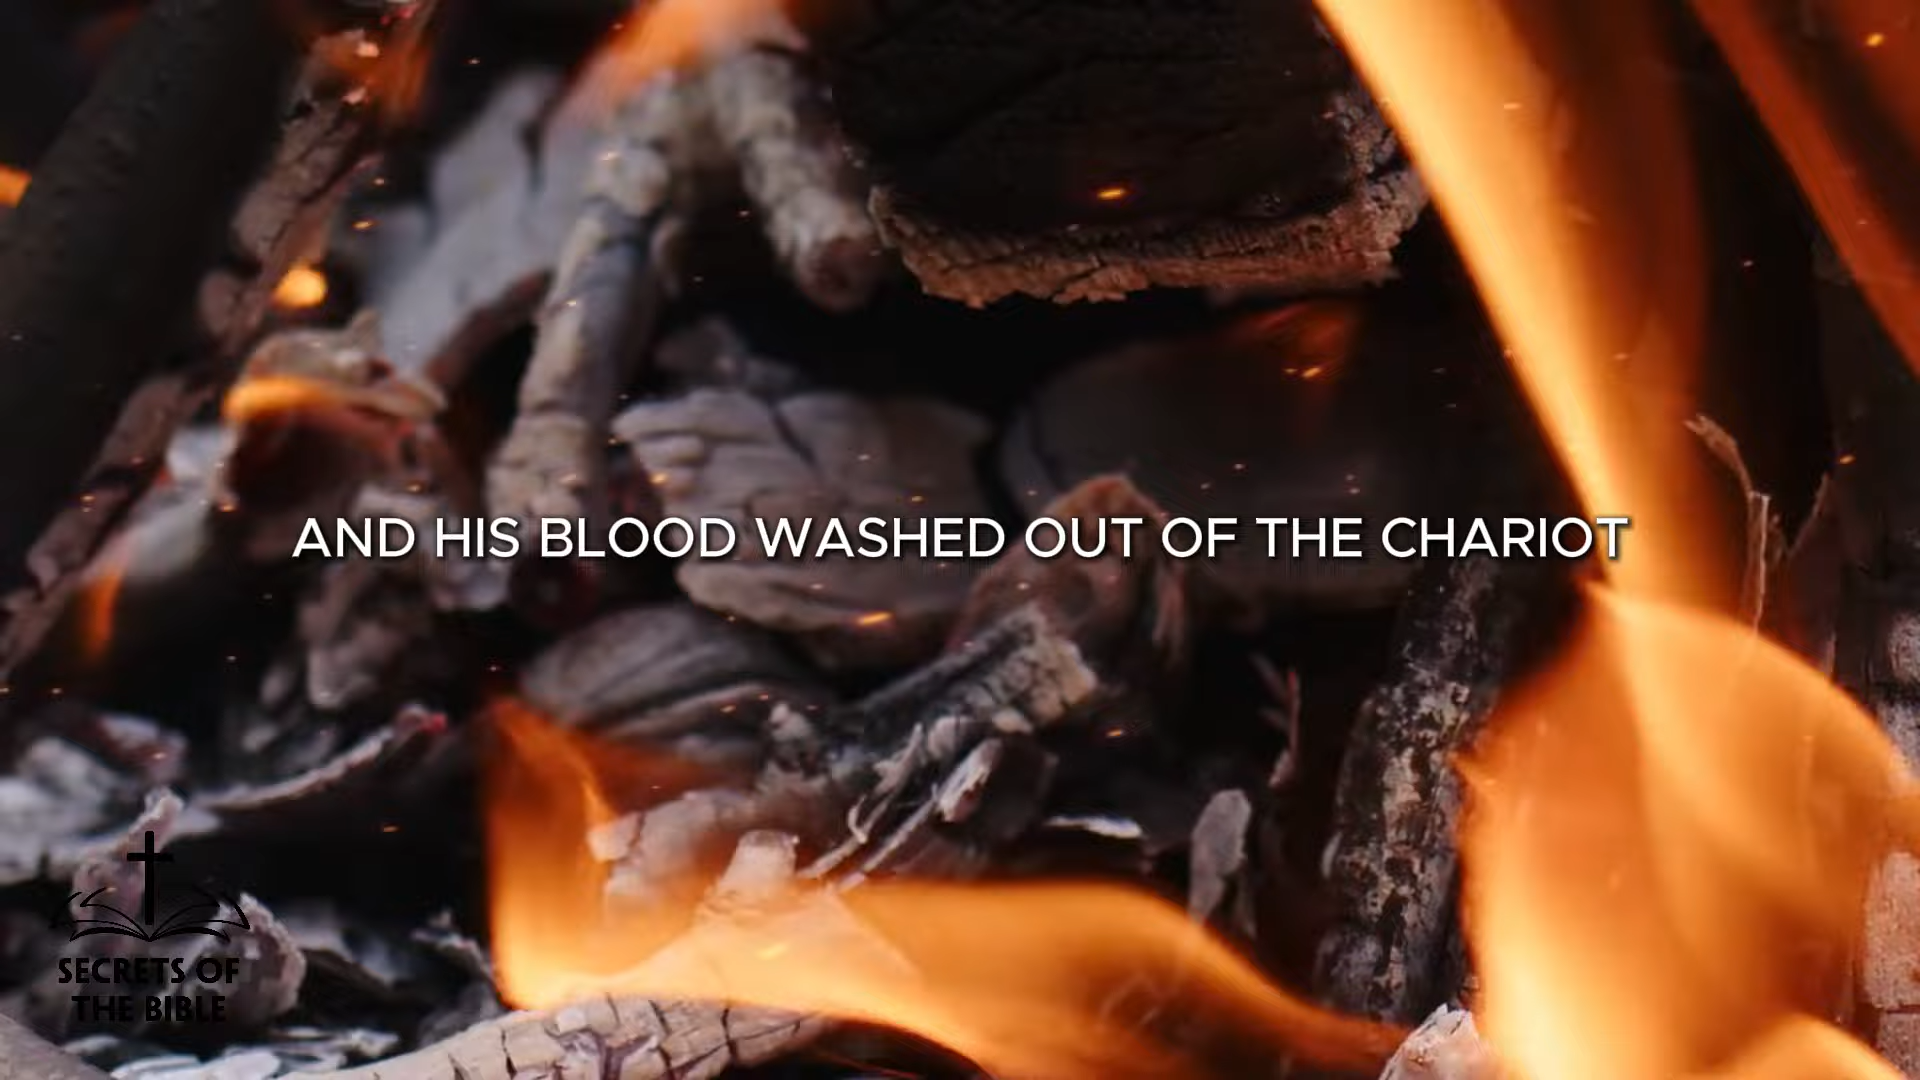 AND HIS BLOOD WASHED OUT OF THE CHARIOT
SECRETS OF
THE BIBLE